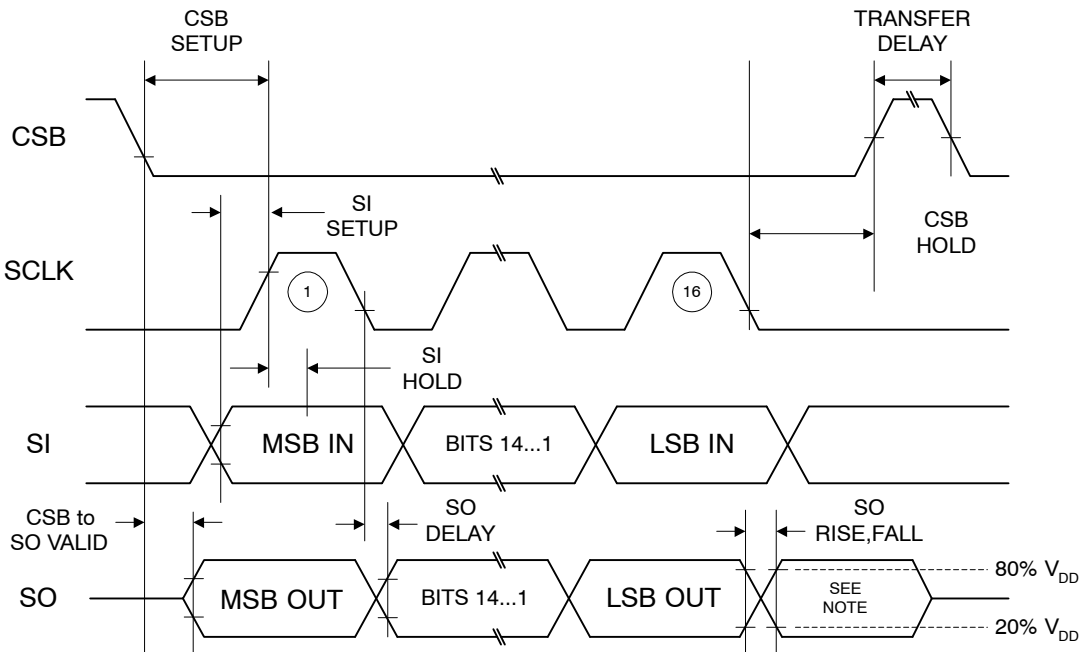 CSB
SETUP
TRANSFER
DELAY
CSB
SI
SETUP
CSB
HOLD
SCLK
1
16
SI
HOLD
SI
MSB IN
BITS 14...1
LSB IN
CSB to
SO VALID
SO
DELAY
SO
RISE,FALL
80% VDD
SO
MSB OUT
BITS 14...1
LSB OUT
SEE
NOTE
20% VDD